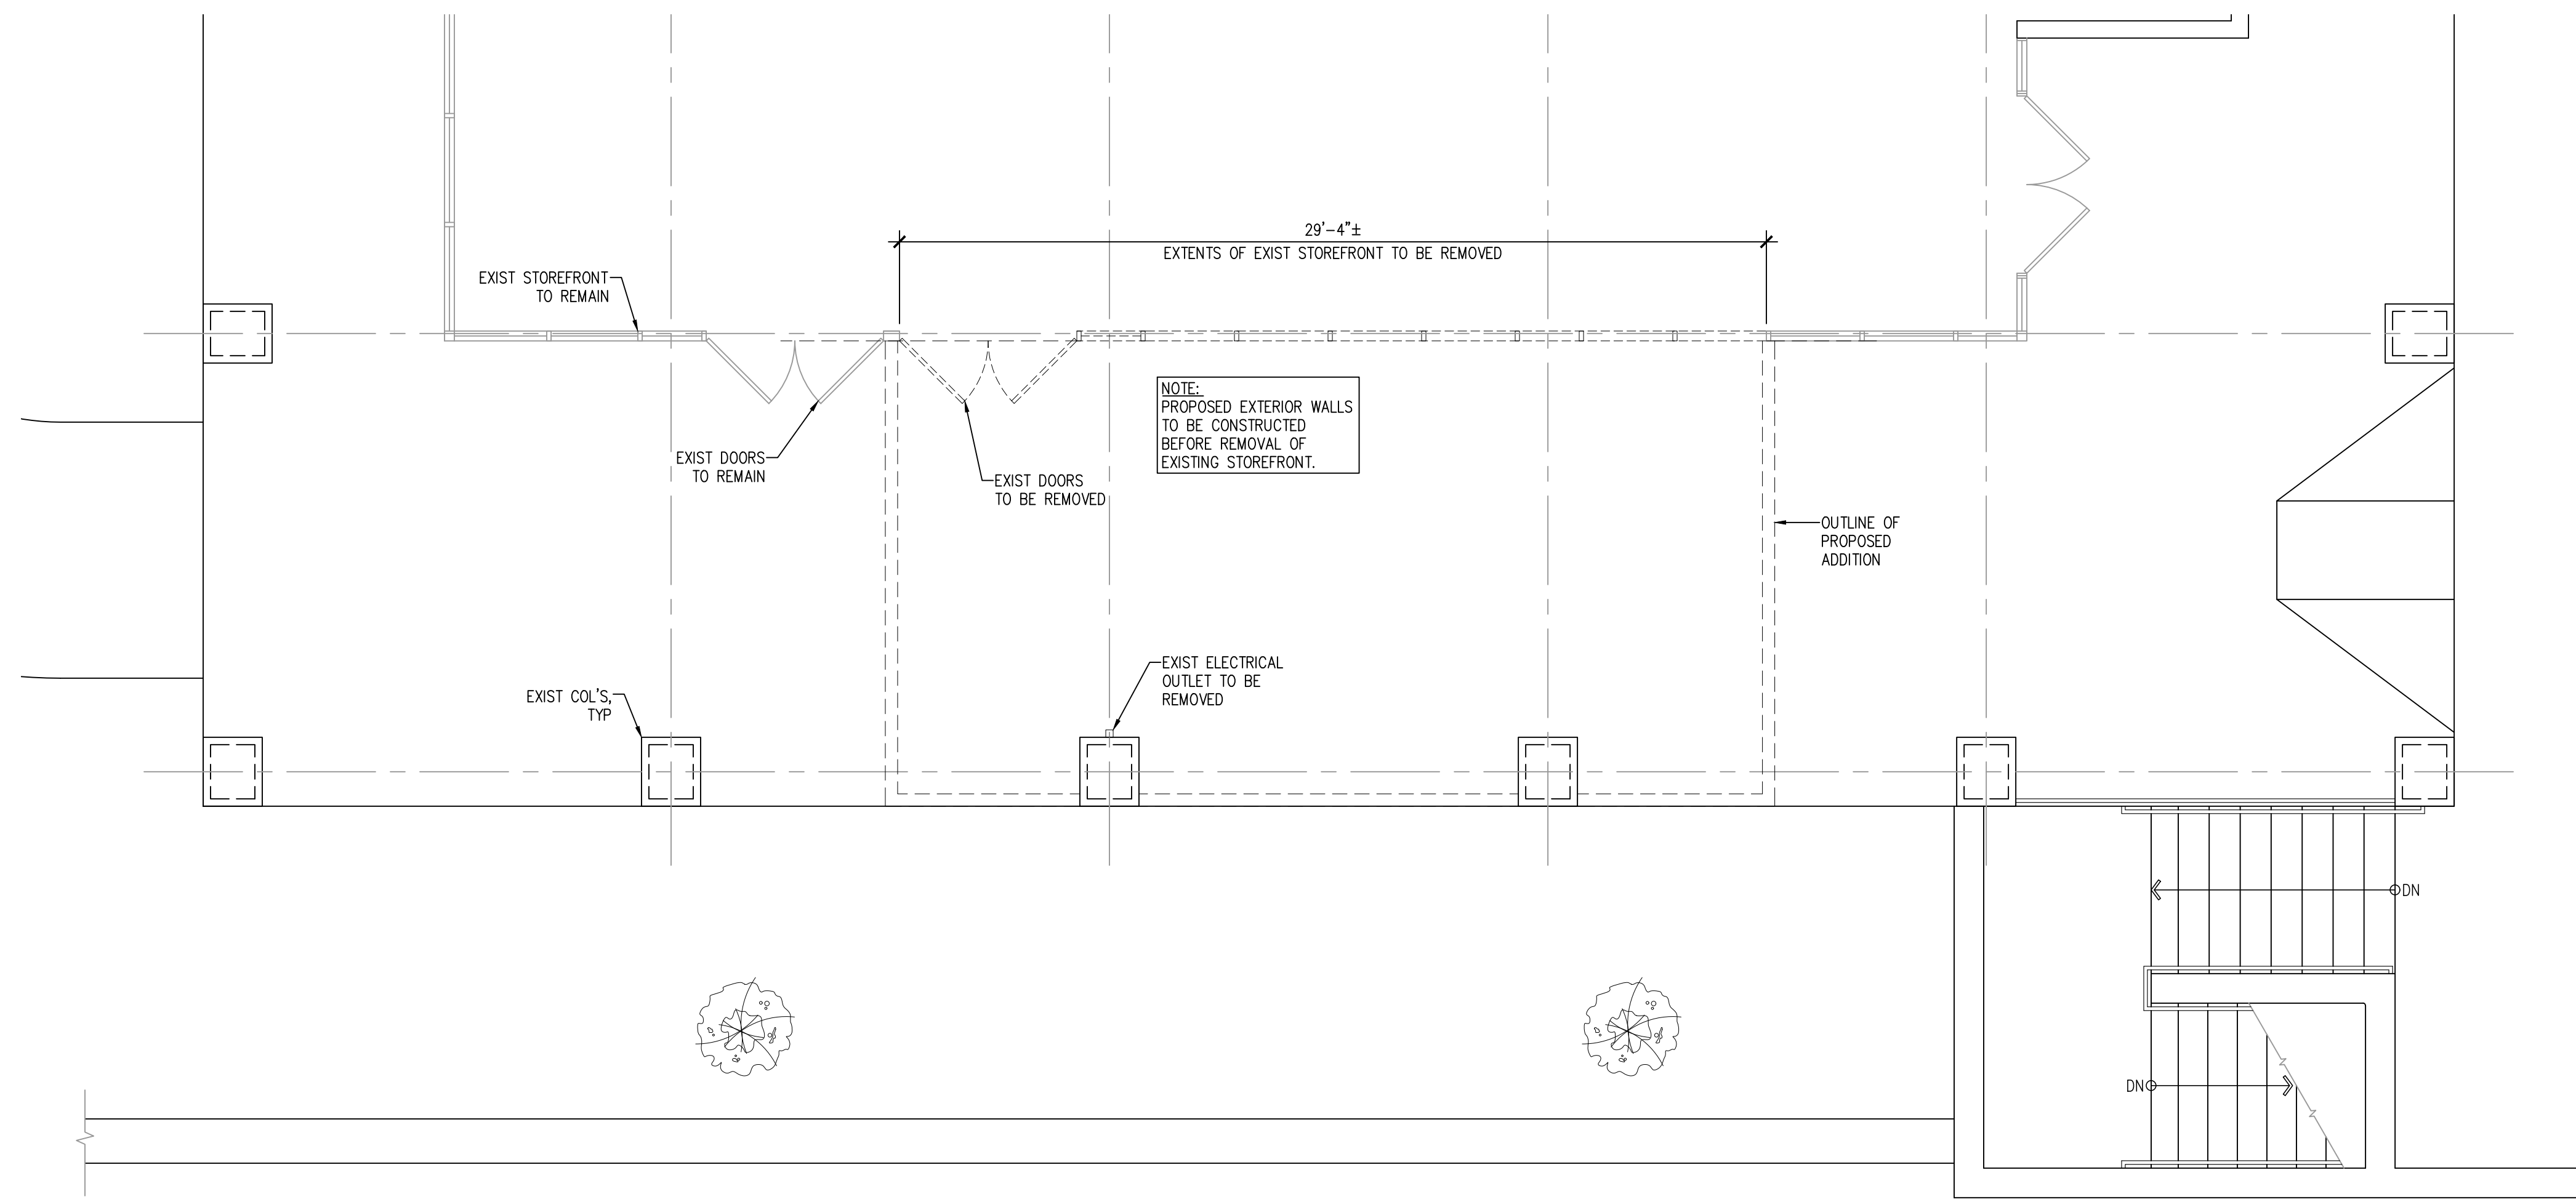 29'-4"±
EXTENTS OF EXIST STOREFRONT TO BE REMOVED
EXIST STOREFRONT
TO REMAIN
NOTE:
PROPOSED EXTERIOR WALLS
TO BE CONSTRUCTED
BEFORE REMOVAL OF
EXISTING STOREFRONT.
EXIST DOORS
TO REMAIN
EXIST DOORS
TO BE REMOVED
OUTLINE OF
PROPOSED
ADDITION
EXIST ELECTRICAL
OUTLET TO BE
REMOVED
EXIST COL'S,
TYP
DN
DN